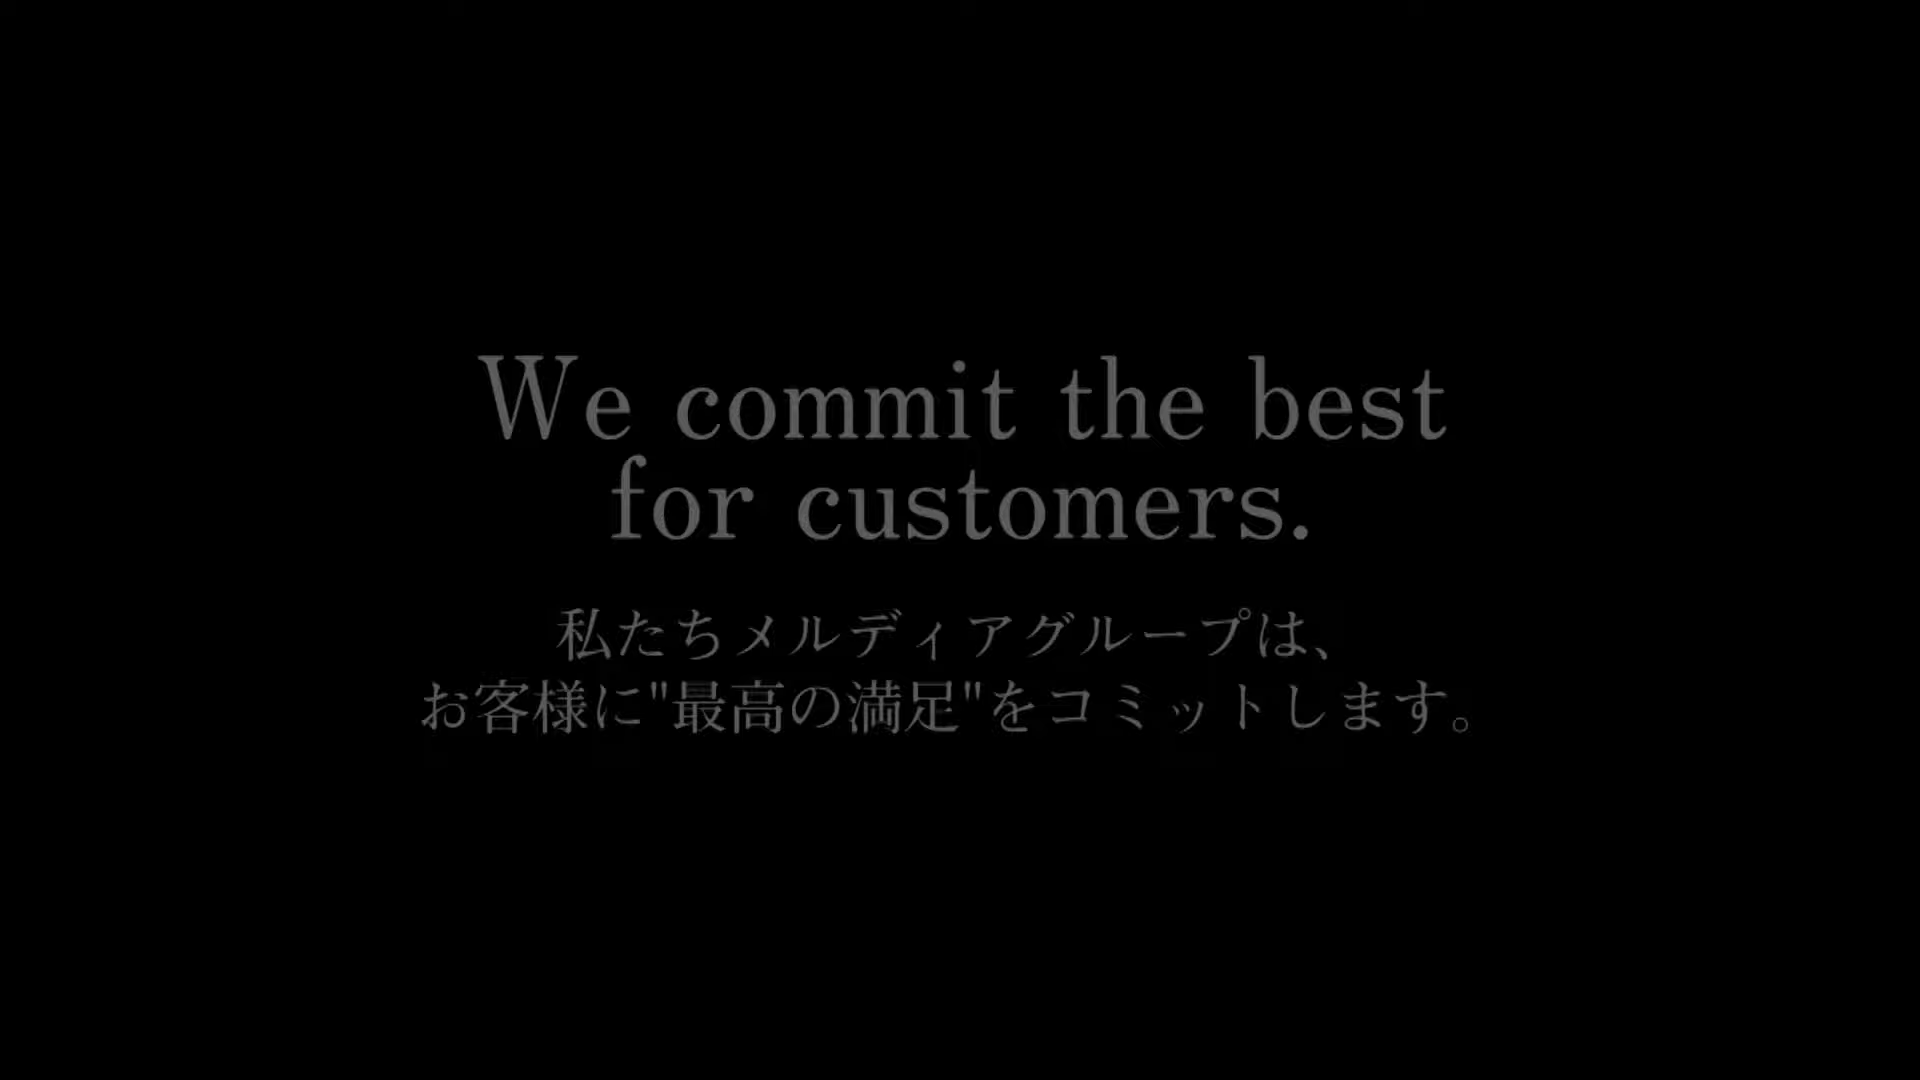 We commit the best
for customers.
私たちメルディアグループは、
お客様に"最高の満足"をコミットします。